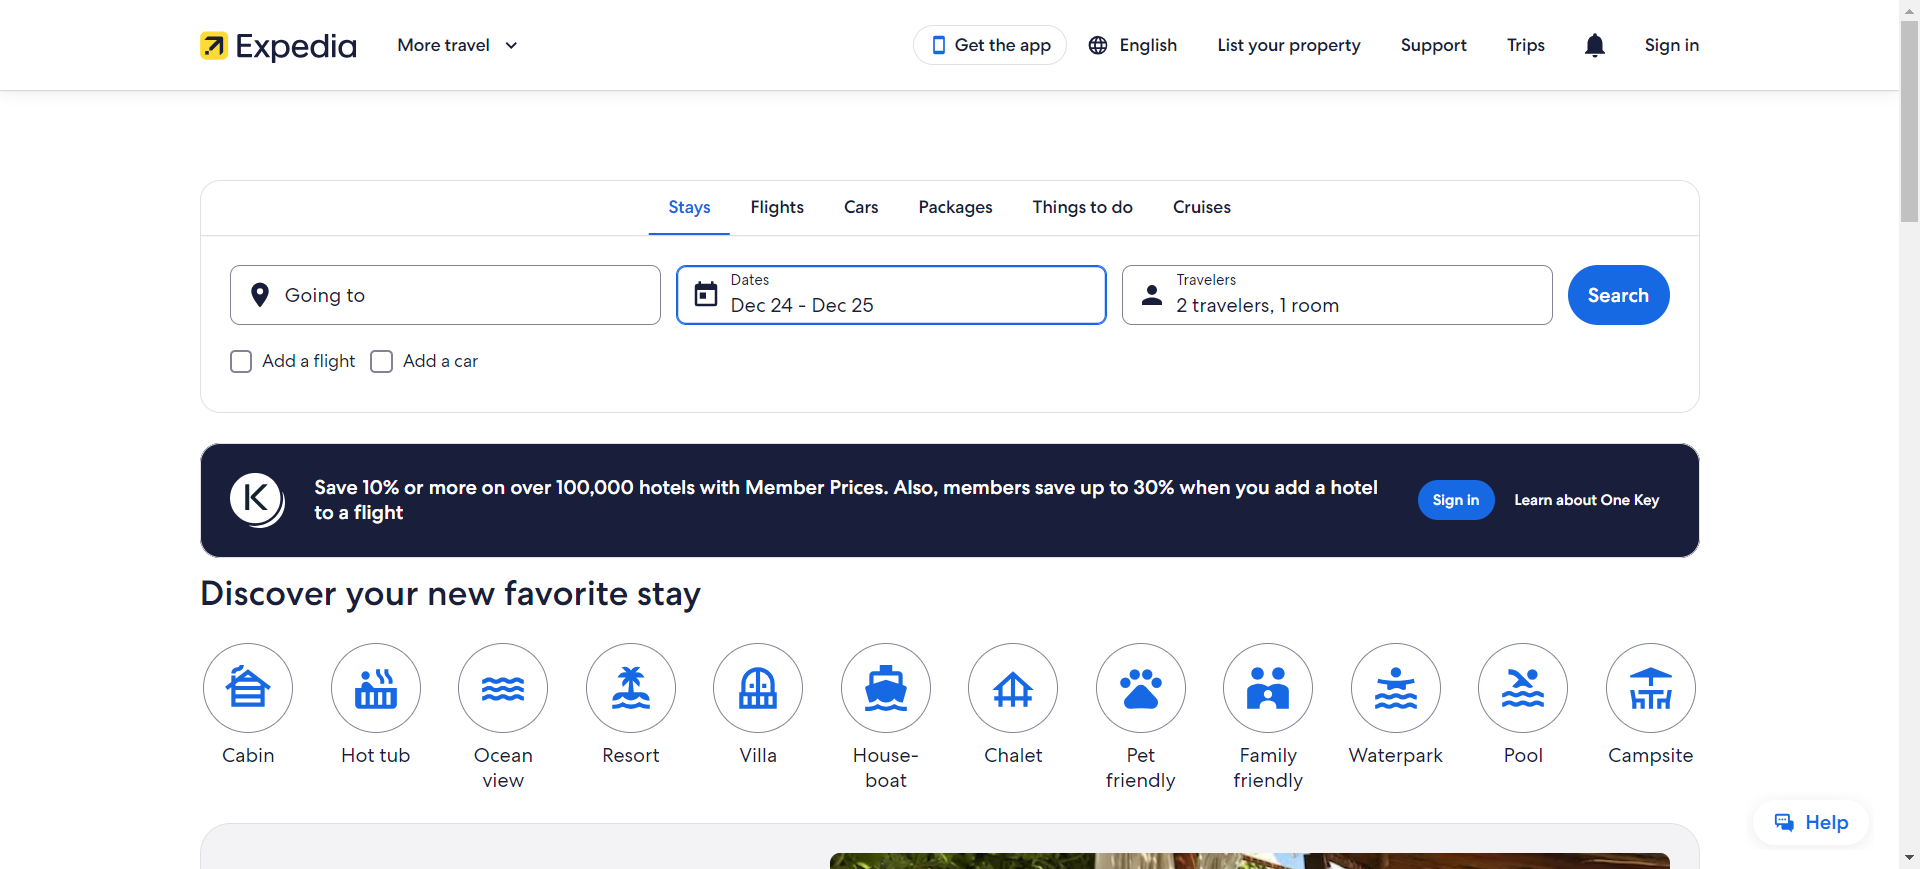 Expedia
More travel
Get the app
English
List your property
Support
Trips
Sign in
Stays
Flights
Cars
Packages
Things to do
Cruises
Going to
Dates
Dec 24 - Dec 25
Travelers
2 travelers, 1 room
Search
Add a flight
Add a car
K
Save 10% or more on over 100,000 hotels with Member Prices. Also, members save up to 30% when you add a hotel
to a flight
Sign in
Learn about One Key
Discover your new favorite stay
Cabin
Hot tub
Ocean
view
Resort
Villa
House-
boat
Chalet
Pet
friendly
Family
friendly
Waterpark
Pool
Campsite
Help